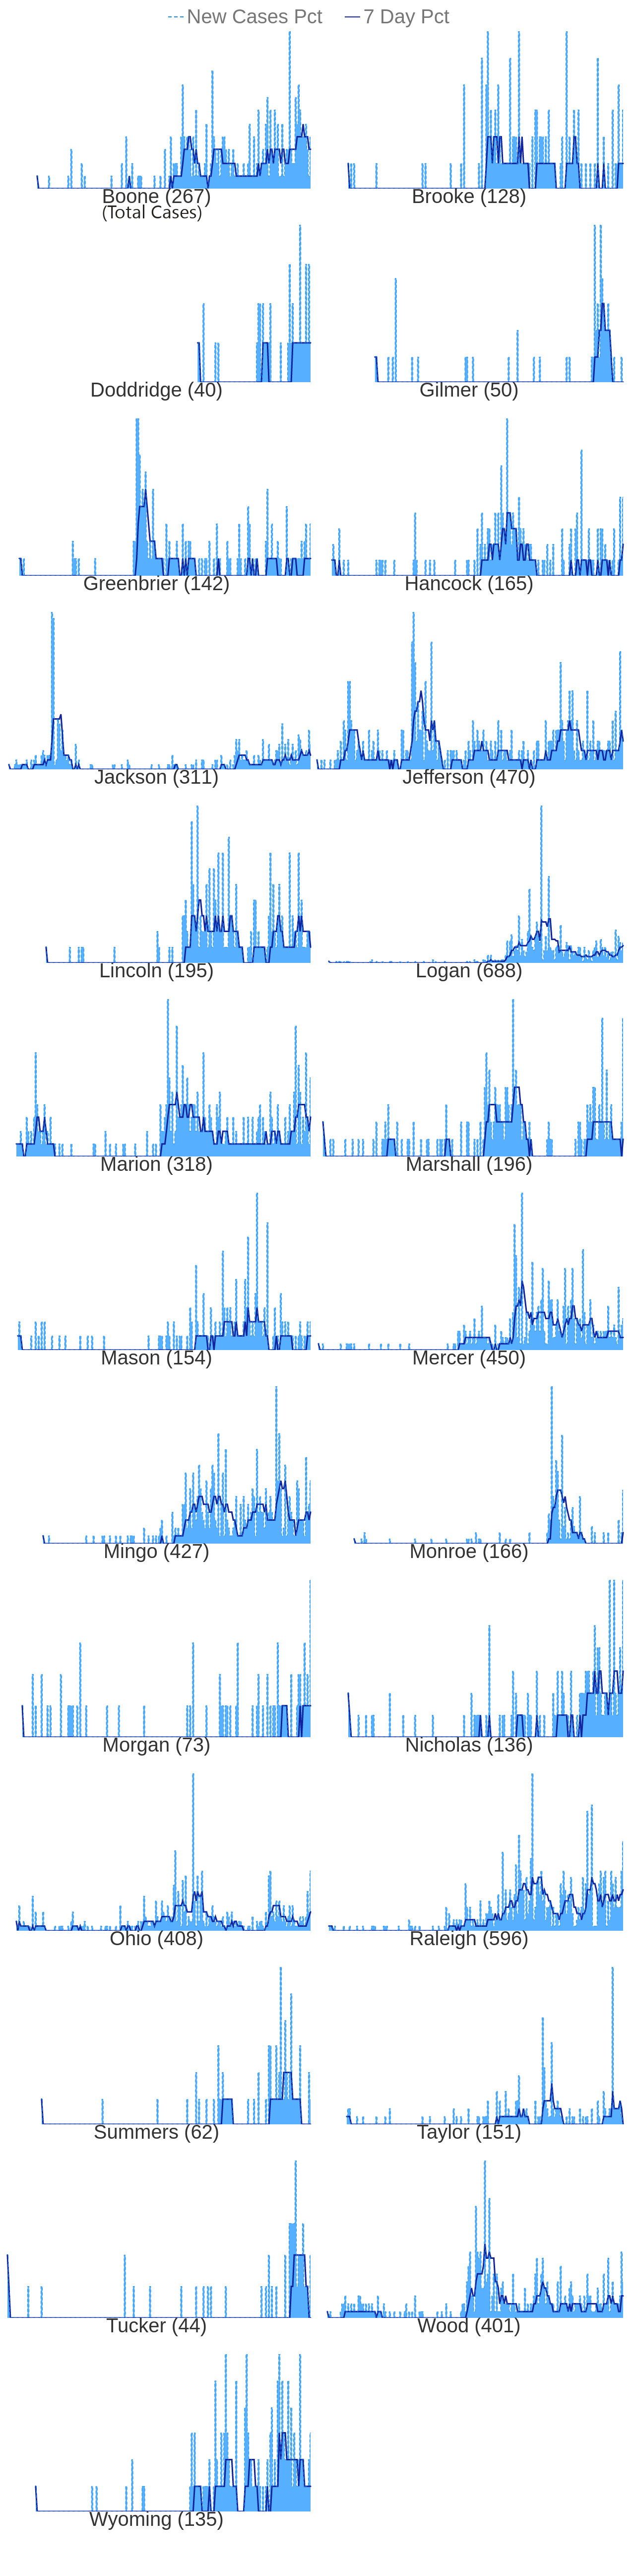 New Cases Pct 7 Day Pct
Boone (267) Brooke (128)
(Total Cases)
Doddridge (40) Gilmer (50)
Greenbrier (142) Hancock (165)
Jackson (311) Jefferson (470)
Lincoln (195) Logan (688)
Marion (318) Marshall (196)
Mason (154) Mercer (450)
Mingo (427) Monroe (166)
Morgan (73) Nicholas (136)
Ohio (408) Raleigh (596)
Summers (62) Taylor (151)
Tucker (44) Wood (401)
Wyoming (135)